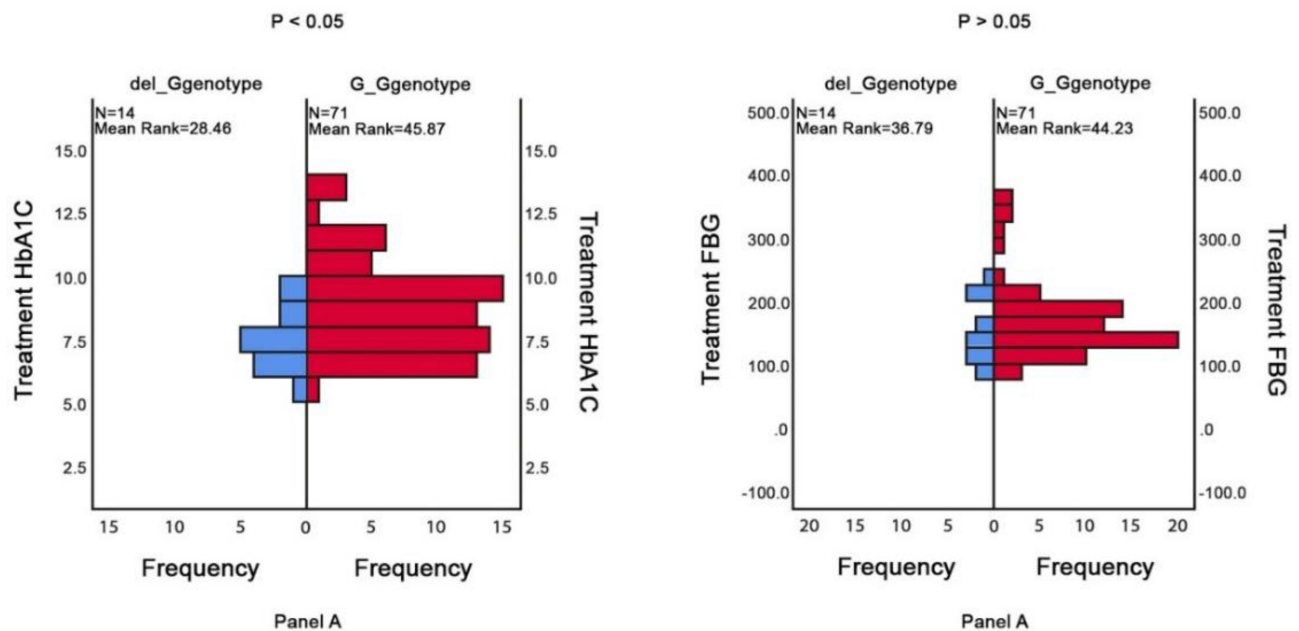 P < 0.05
del_Ggenotype G_Ggenotype
N=14 N=71
Mean Rank=28.46 Mean Rank=45.87
15.0 15.0
12.5 12.5
10.0 10.0
7.5 7.5
5.0 5.0
2.5 2.5
Treatment HbA1C
Treatment HbA1C
15 10 5 0 5 10 15
Frequency Frequency
Panel A
P > 0.05
del_Ggenotype G_Ggenotype
N=14 N=71
Mean Rank=36.79 Mean Rank=44.23
500.0 500.0
400.0 400.0
300.0 300.0
200.0 200.0
100.0 100.0
.0 .0
-100.0 -100.0
Treatment FBG
Treatment FBG
20 15 10 5 0 5 10 15 20
Frequency Frequency
Panel A